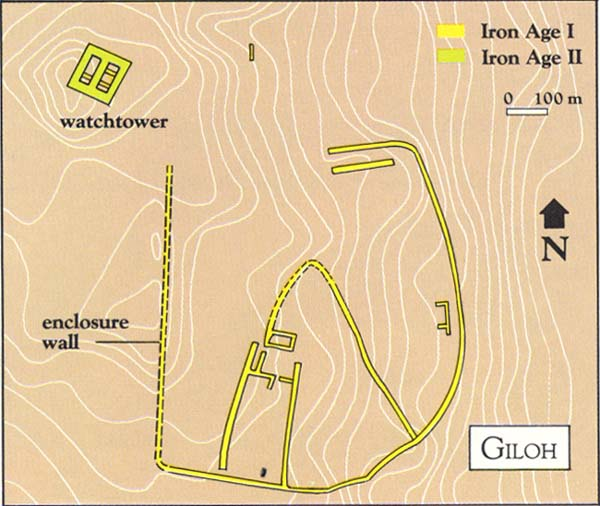 Iron Age I
Iron Age II
0 100 m
watchtower
N
enclosure
wall
GILOH